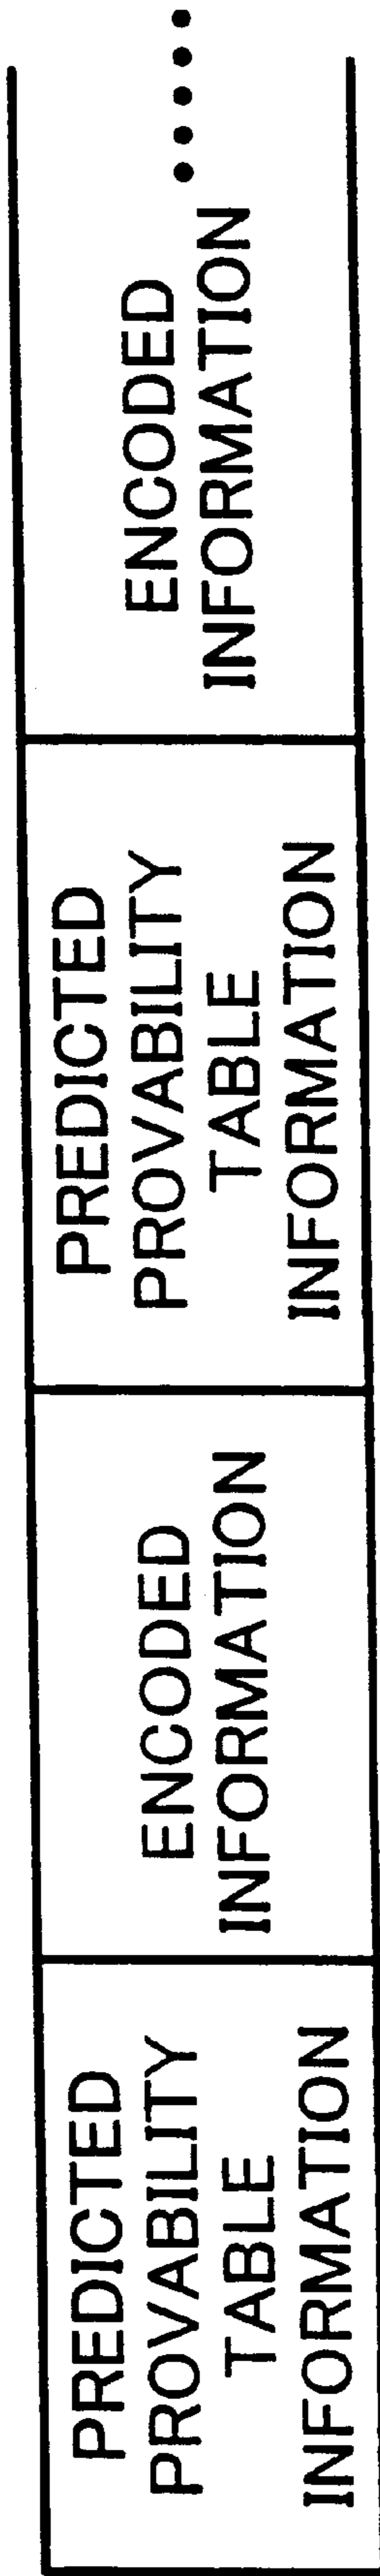 PREDICTED
PROVABILITY
TABLE
INFORMATION
ENCODED
INFORMATION
PREDICTED
PROVABILITY
TABLE
INFORMATION
ENCODED
INFORMATION
•••••